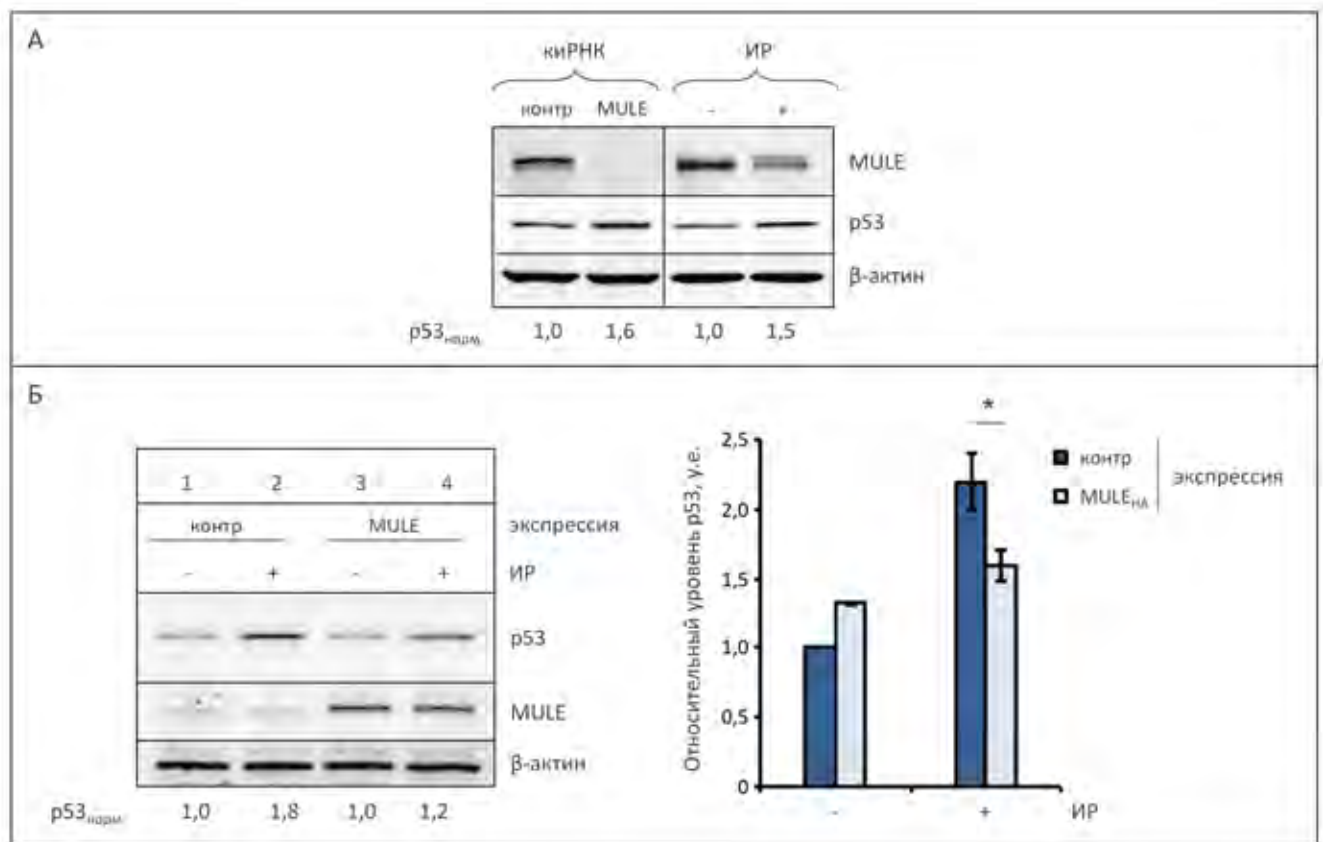 А
киРНК ИР
контр MULE - +
MULE
p53
β-актин
p53норм. 1,0 1,6 1,0 1,5
Б
1 2 3 4
контр MULE экспрессия
- + - + ИР
p53
MULE
β-актин
p53норм. 1,0 1,8 1,0 1,2
Относительный уровень p53, у.е.
2,5
2,0
1,5
1,0
0,5
0
*
- + ИР
контр
MULEHA
экспрессия